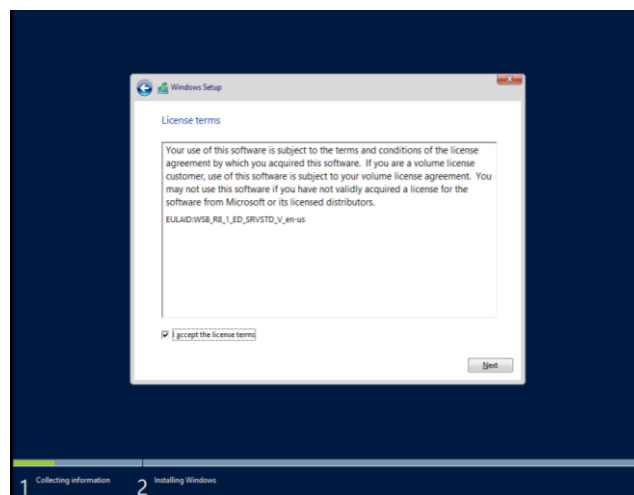 Windows Setup
License terms
Your use of this software is subject to the terms and conditions of the license
agreement by which you acquired this software. If you are a volume license
customer, use of this software is subject to your volume license agreement. You
may not use this software if you have not validly acquired a license for the
software from Microsoft or its licensed distributors.
EULAID:WSB_R8_1_ED_SRVSTD_V_en-us
I accept the license terms
Next
1 Collecting information 2 Installing Windows